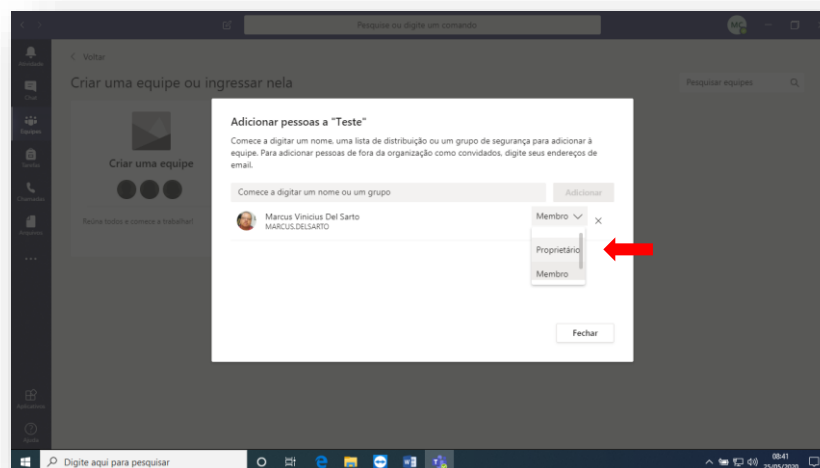 Pesquise ou digite um comando
MC
Atividade
Chat
Equipes
Tarefas
Chamadas
Arquivos
Aplicativos
Ajuda
< Voltar
Criar uma equipe ou ingressar nela
Pesquisar equipes
Criar uma equipe
Reúna todos e comece a trabalhar!
Adicionar pessoas a "Teste"
Comece a digitar um nome, uma lista de distribuição ou um grupo de segurança para adicionar à
equipe. Para adicionar pessoas de fora da organização como convidados, digite seus endereços de
email.
Comece a digitar um nome ou um grupo
Adicionar
Marcus Vinicius Del Sarto
MARCUS.DELSARTO
Membro
Proprietário
Membro
Fechar
Digite aqui para pesquisar
08:41
25/05/2020